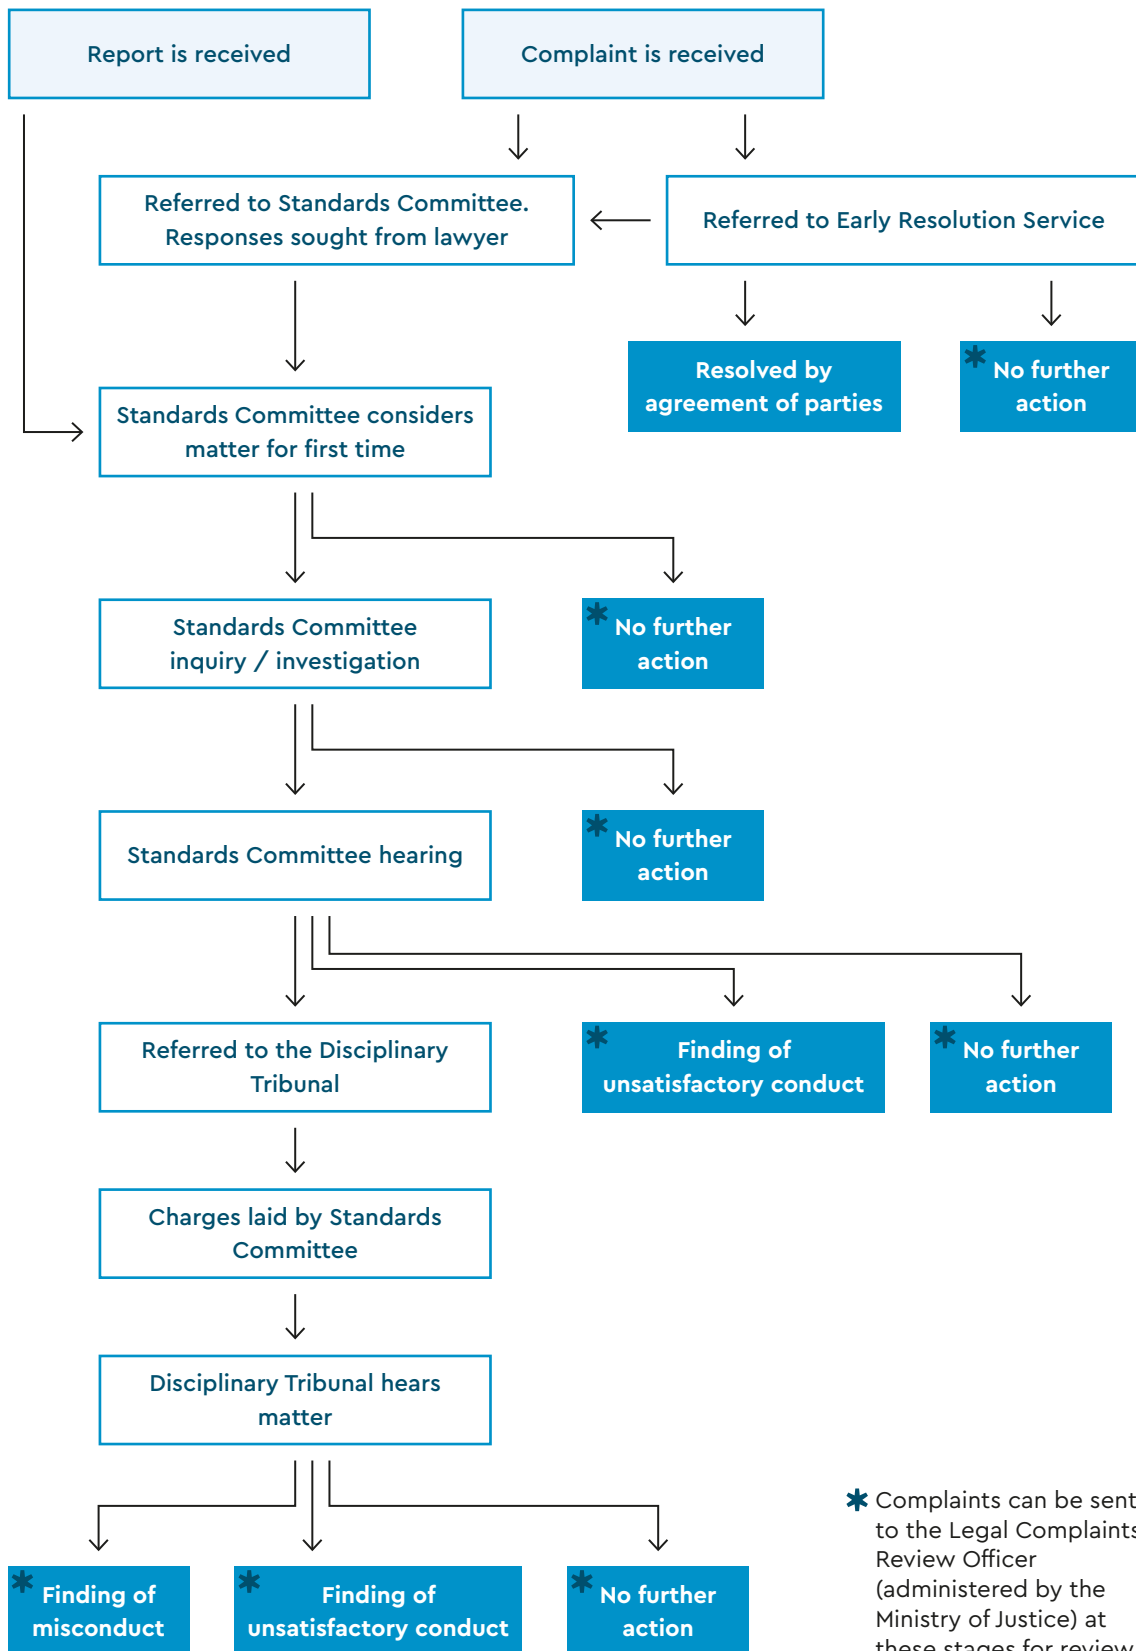 Report is received
Complaint is received
Referred to Standards Committee.
Responses sought from lawyer
Referred to Early Resolution Service
Resolved by
agreement of parties
✱ No further
action
Standards Committee considers
matter for first time
Standards Committee
inquiry / investigation
✱ No further
action
Standards Committee hearing
✱ No further
action
Referred to the Disciplinary
Tribunal
✱ Finding of
unsatisfactory conduct
✱ No further
action
Charges laid by Standards
Committee
Disciplinary Tribunal hears
matter
✱ Finding of
misconduct
✱ Finding of
unsatisfactory conduct
✱ No further
action
✱ Complaints can be sent
to the Legal Complaints
Review Officer
(administered by the
Ministry of Justice) at
these stages for review